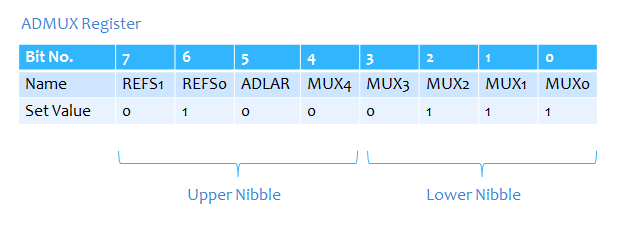 ADMUX Register
Bit No. 7 6 5 4 3 2 1 0
Name REFS1 REFS0 ADLAR MUX4 MUX3 MUX2 MUX1 MUX0
Set Value 0 1 0 0 0 1 1 1
Upper Nibble Lower Nibble